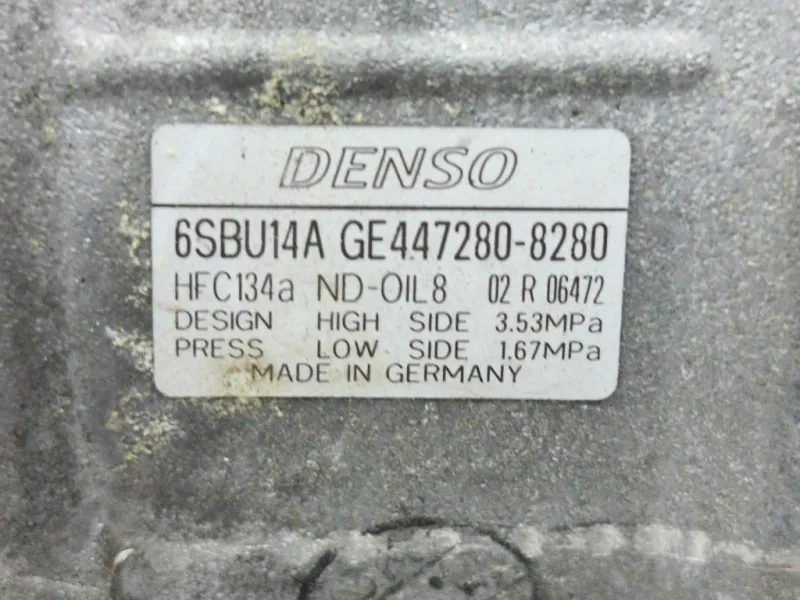 DENSO
6SBU14A GE447280-8280
HFC134a ND-OIL8 02 R 06472
DESIGN HIGH SIDE 3.53MPa
PRESS LOW SIDE 1.67MPa
MADE IN GERMANY